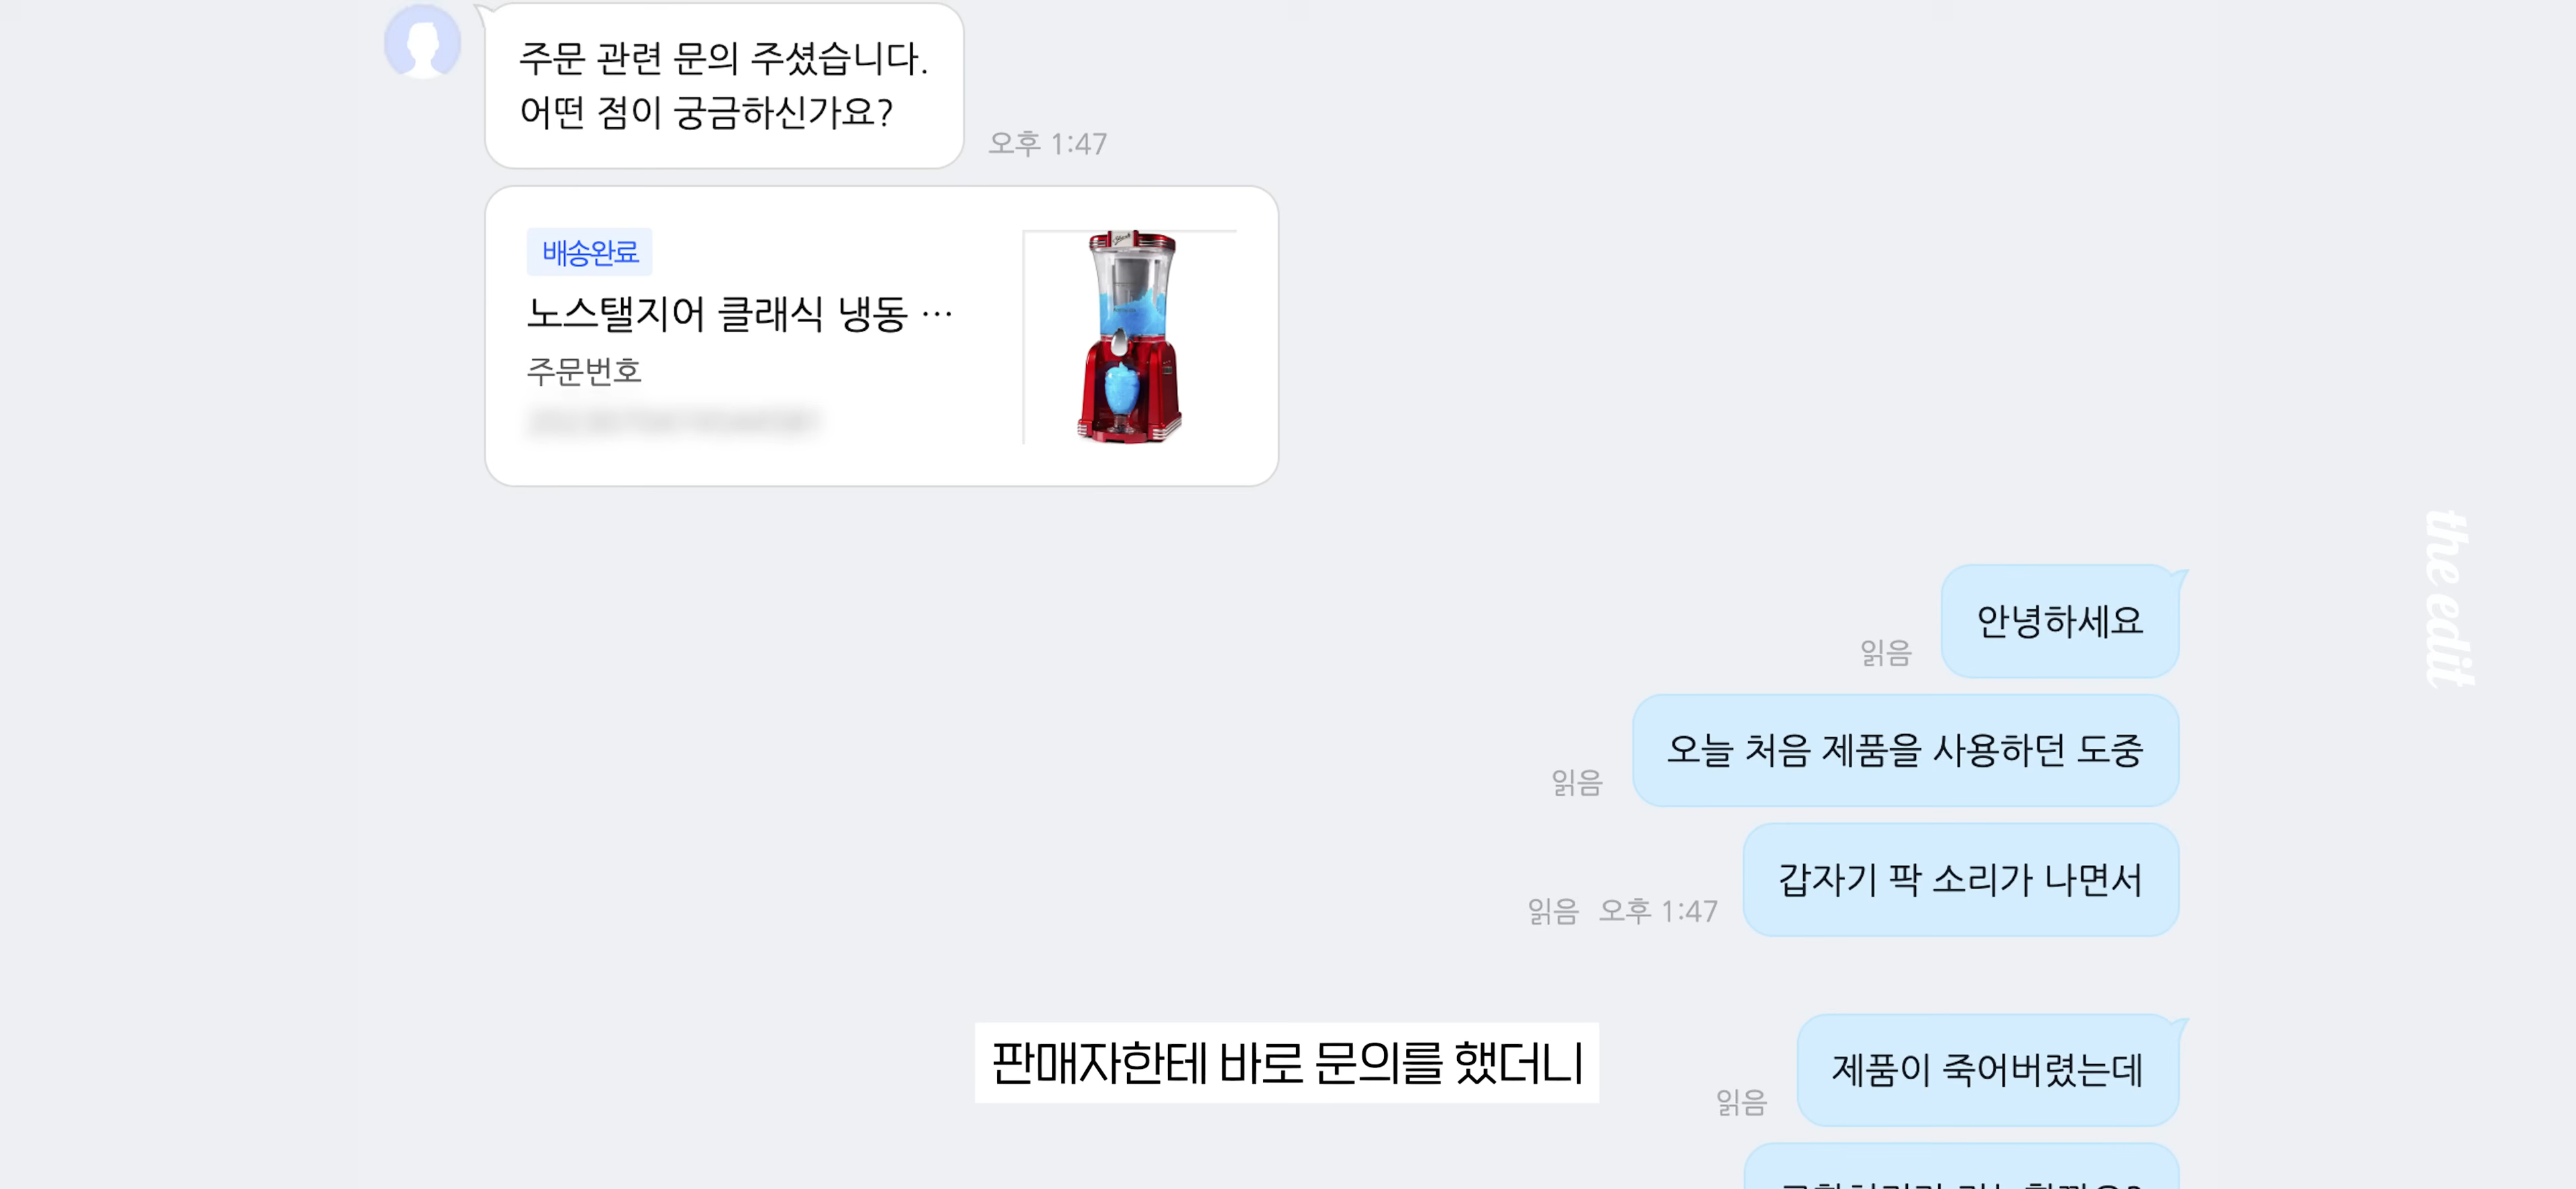 주문 관련 문의 주셨습니다.
어떤 점이 궁금하신가요?
오후 1:47
배송완료
노스탤지어 클래식 냉동 …
주문번호
안녕하세요
읽음
오늘 처음 제품을 사용하던 도중
읽음
갑자기 팍 소리가 나면서
읽음 오후 1:47
제품이 죽어버렸는데
읽음
판매자한테 바로 문의를 했더니
the edit